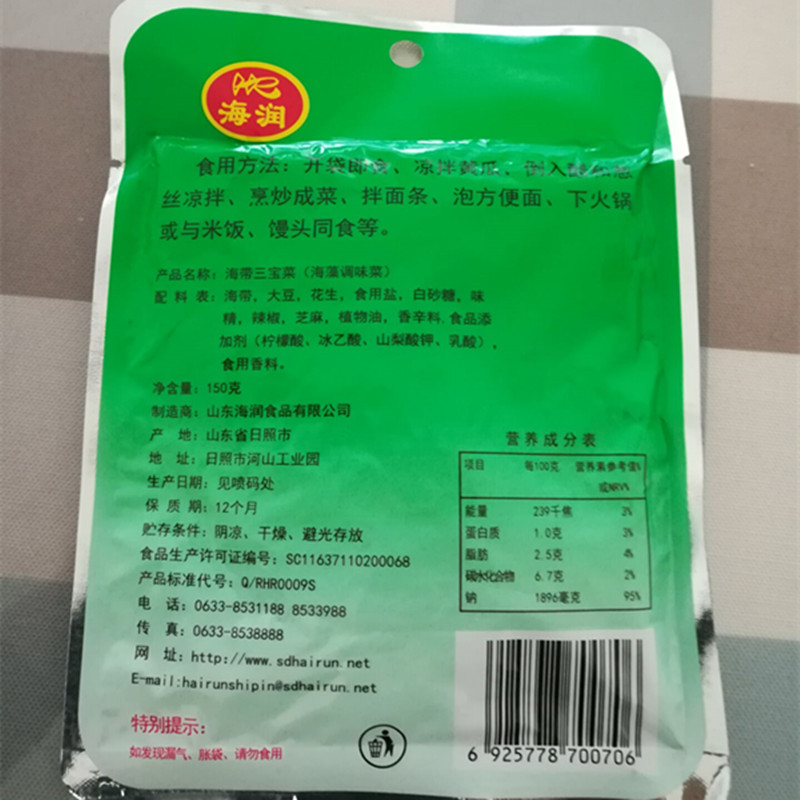 海润
食用方法：开袋即食、凉拌黄瓜、倒入
丝凉拌、烹炒成菜、拌面条、泡方便面、下火锅
或与米饭、馒头同食等。
产品名称：海带三宝菜（海藻调味菜）
配料表：海带，大豆，花生，食用盐，白砂糖，味
精，辣椒，芝麻，植物油，香辛料，食品添
加剂（柠檬酸、冰乙酸、山梨酸钾、乳酸），
食用香料。
净含量：150克
制造商：山东海润食品有限公司
产 地：山东省日照市
地 址：日照市河山工业园
生产日期：见喷码处
保 质 期：12个月
贮存条件：阴凉、干燥、避光存放
食品生产许可证编号：SC11637110200068
产品标准代号：Q/RHR0009S
电 话：0633-8531188 8533988
传 真：0633-8538888
网 址：http://www.sdhairun.net
E-mail:hairunshipin@sdhairun.net
特别提示：
如发现漏气、胀袋、请勿食用
营养成分表
项目 每100克 营养素参考值%
或NRV%
能量 239千焦 3%
蛋白质 1.0克 3%
脂肪 2.5克 4%
碳水化合物 6.7克 2%
钠 1896毫克 95%
6 925778 700706